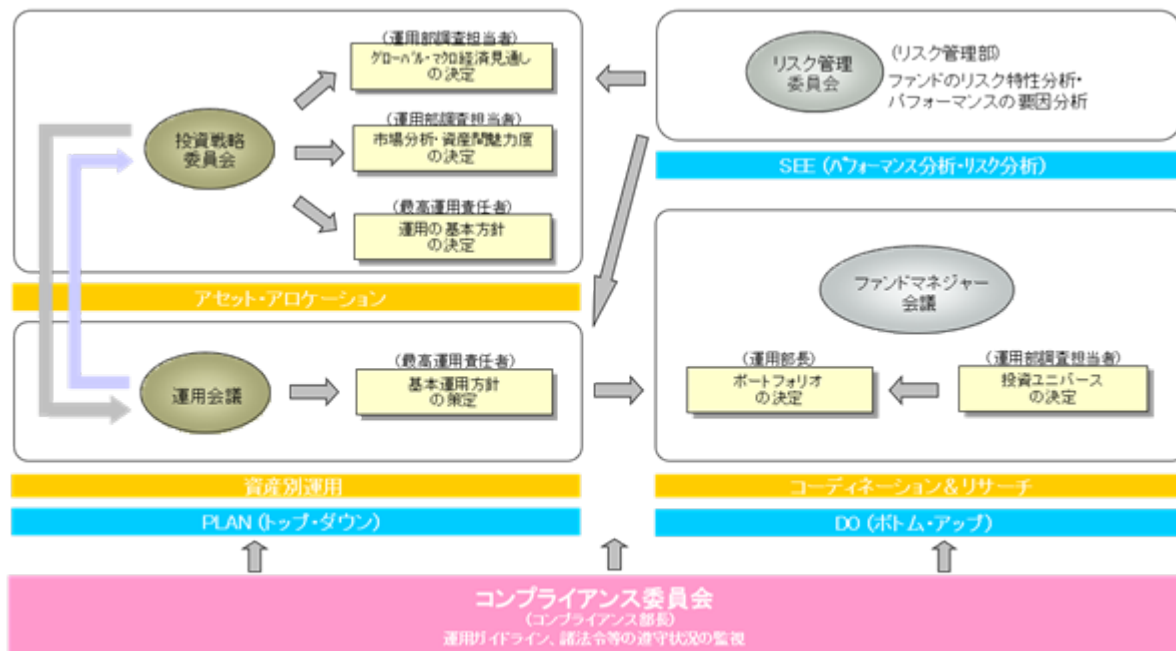 (運用部調査担当者)
グローバル・マクロ経済見通し
の決定
投資戦略
委員会
(運用部調査担当者)
市場分析・資産間魅力度
の決定
(最高運用責任者)
運用の基本方針
の決定
アセット・アロケーション
リスク管理
委員会
(リスク管理部)
ファンドのリスク特性分析・
パフォーマンスの要因分析
SEE (パフォーマンス分析・リスク分析)
運用会議
(最高運用責任者)
基本運用方針
の策定
資産別運用
PLAN (トップ・ダウン)
ファンドマネジャー
会議
(運用部長)
ポートフォリオ
の決定
(運用部調査担当者)
投資ユニバース
の決定
コーディネーション&リサーチ
DO (ボトム・アップ)
コンプライアンス委員会
(コンプライアンス部長)
運用ガイドライン、諸法令等の遵守状況の監視